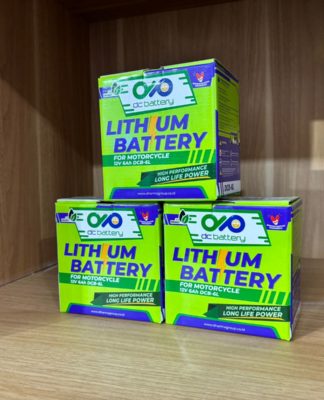 dc battery
LITHIUM
BATTERY
FOR MOTORCYCLE
12V 6Ah DCB-6L
HIGH PERFORMANCE
LONG LIFE POWER
DCB-6L
dc battery
LITHIUM
BATTERY
FOR MOTORCYCLE
12V 6Ah DCB-6L
HIGH PERFORMANCE
LONG LIFE POWER
dc battery
LITHIUM
BATTERY
FOR MOTORCYCLE
12V 6Ah DCB-6L
HIGH PERFORMANCE
LONG LIFE POWER